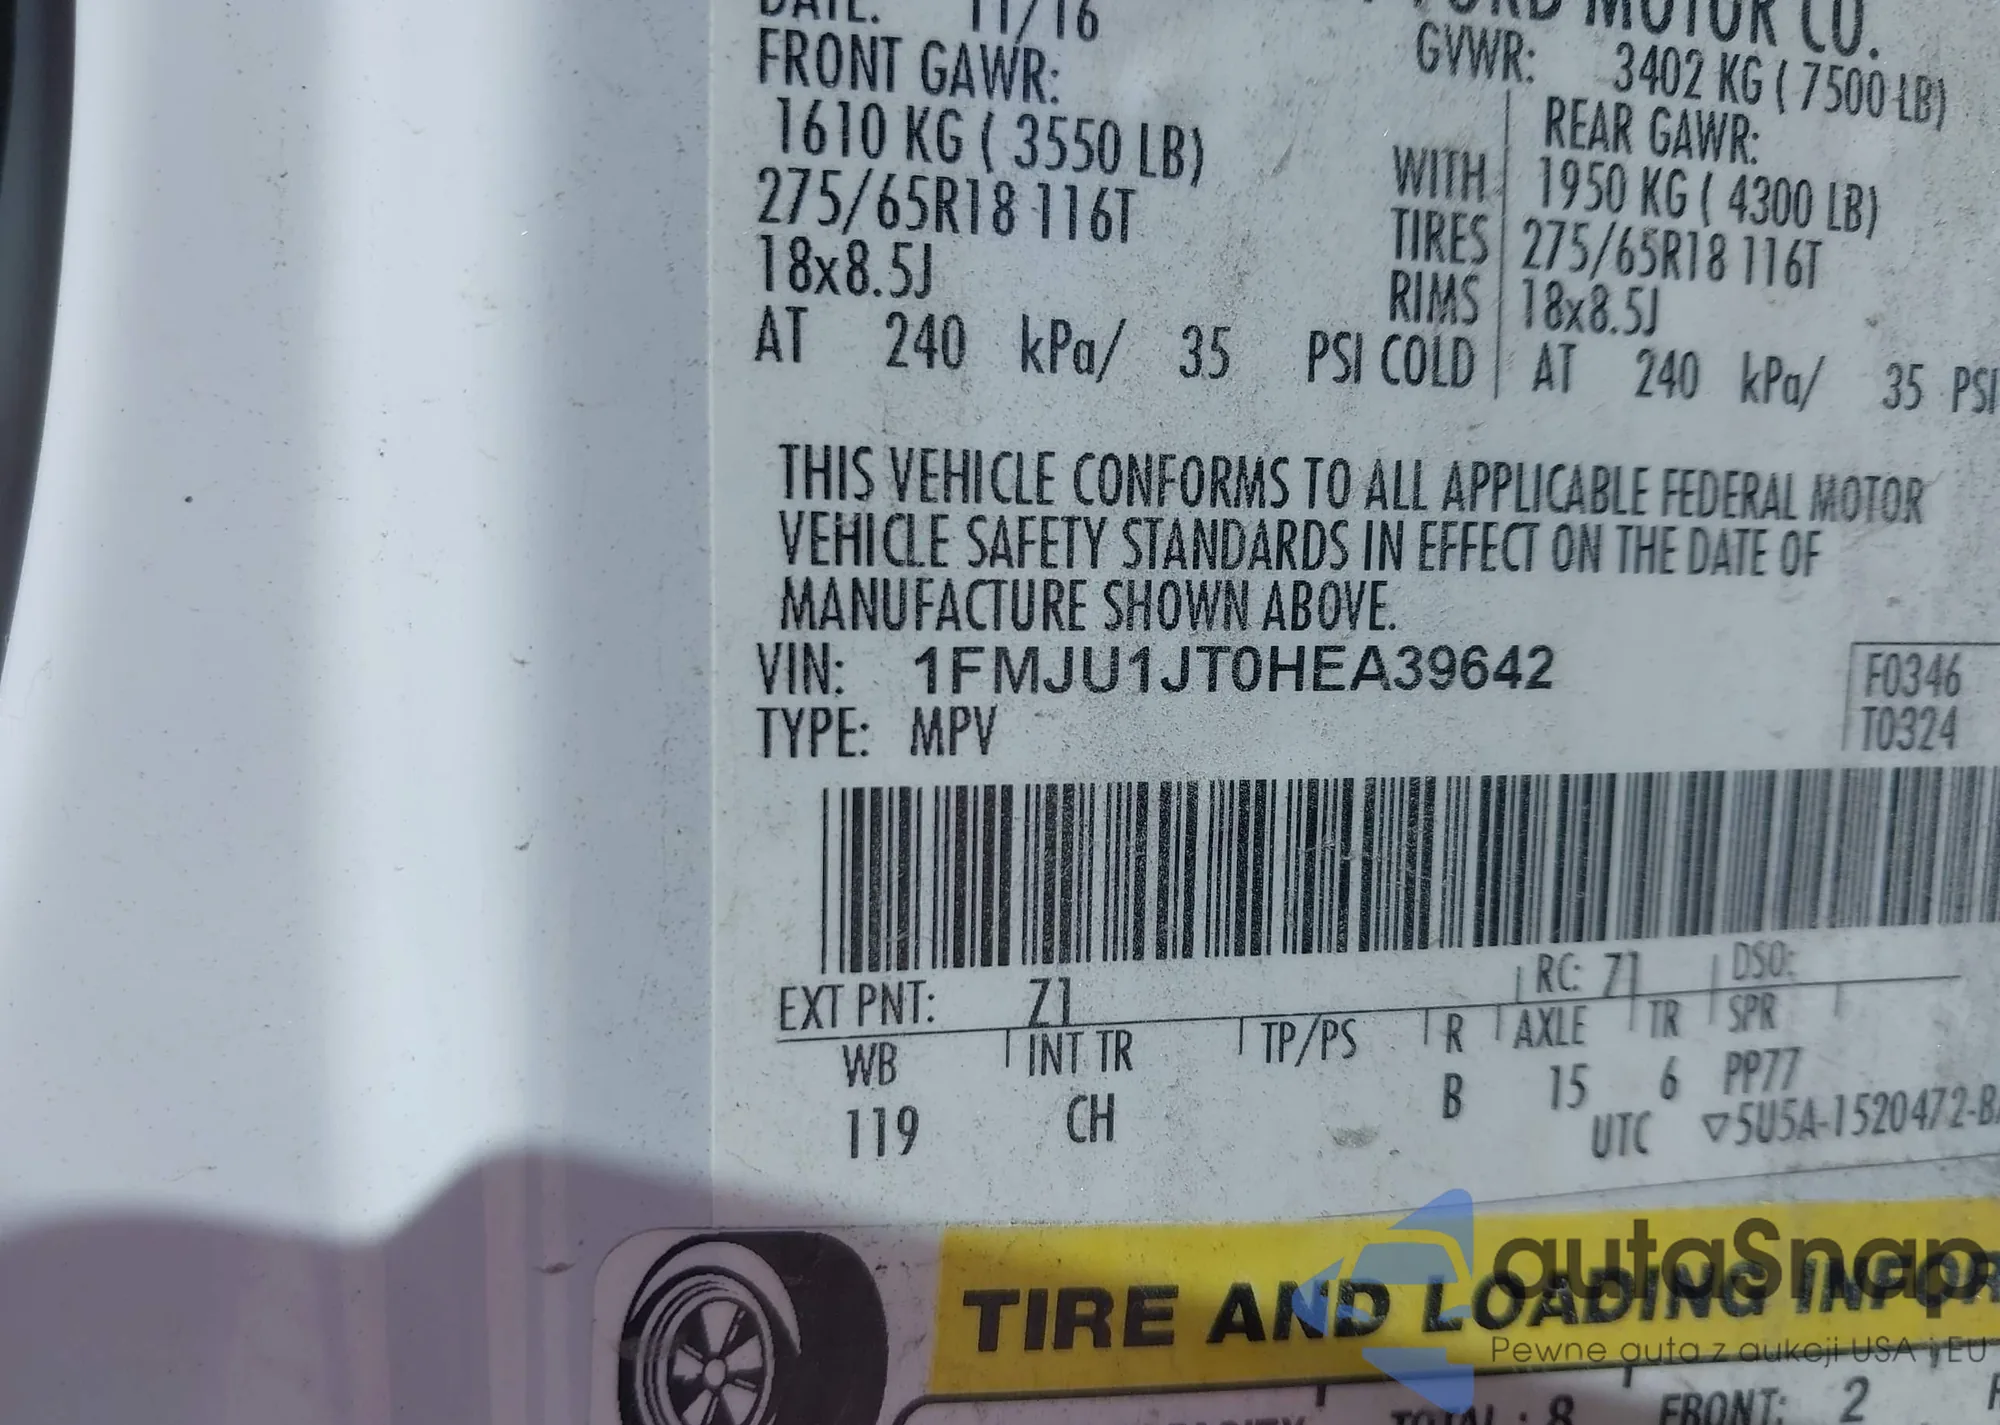 DATE: 11/16 FORD MOTOR CO.
FRONT GAWR: GVWR: 3402 KG ( 7500 LB)
1610 KG ( 3550 LB) REAR GAWR:
275/65R18 116T WITH 1950 KG ( 4300 LB)
18x8.5J TIRES 275/65R18 116T
RIMS 18x8.5J
AT 240 kPa/ 35 PSI COLD AT 240 kPa/ 35 PSI
THIS VEHICLE CONFORMS TO ALL APPLICABLE FEDERAL MOTOR
VEHICLE SAFETY STANDARDS IN EFFECT ON THE DATE OF
MANUFACTURE SHOWN ABOVE.
VIN: 1FMJU1JT0HEA39642 F0346
TYPE: MPV T0324
EXT PNT: Z1 RC: 71 DSO:
WB INT TR TP/PS R AXLE TR SPR
119 CH B 15 6 PP77
UTC ▽5U5A-1520472-B
autaSnap
TIRE AND LOADING INFOR
Pewne auta z aukcji USA i EU
TOTAL: 8 FRONT: 2